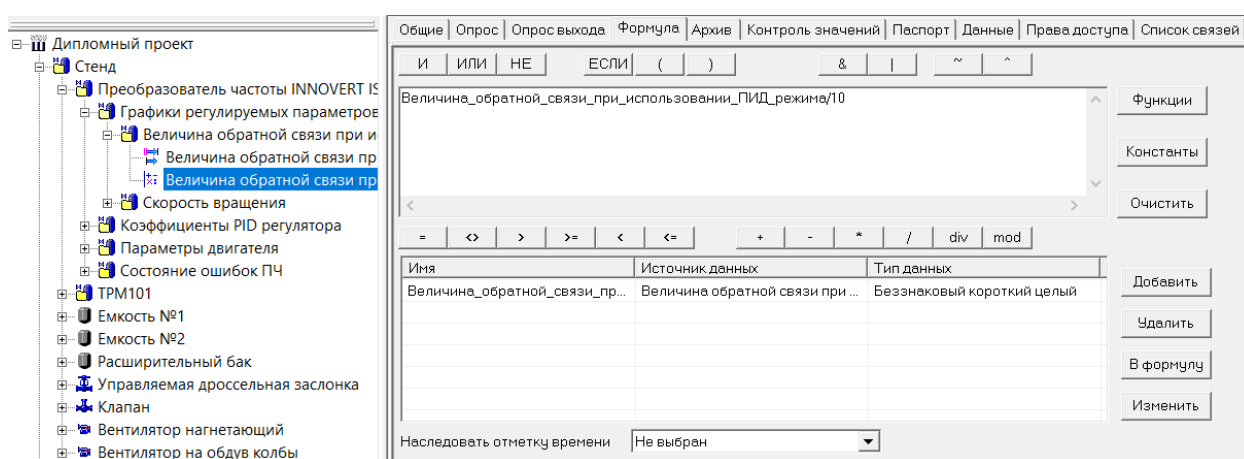 Дипломный проект
Стенд
Преобразователь частоты INNOVERT IS
Графики регулируемых параметров
Величина обратной связи при и
Величина обратной связи пр
Величина обратной связи пр
Скорость вращения
Коэффициенты PID регулятора
Параметры двигателя
Состояние ошибок ПЧ
ТРМ101
Емкость №1
Емкость №2
Расширительный бак
Управляемая дроссельная заслонка
Клапан
Вентилятор нагнетающий
Вентилятор на обдув колбы
Общие Опрос Опрос выхода Формула Архив Контроль значений Паспорт Данные Права доступа Список связей
И ИЛИ НЕ ЕСЛИ ( ) & | ~ ^
Величина_обратной_связи_при_использовании_ПИД_режима/10
Функции
Константы
Очистить
= <> > >= < <= + - * / div mod
Имя Источник данных Тип данных
Величина_обратной_связи_пр... Величина обратной связи при ... Беззнаковый короткий целый
Добавить
Удалить
В формулу
Изменить
Наследовать отметку времени Не выбран